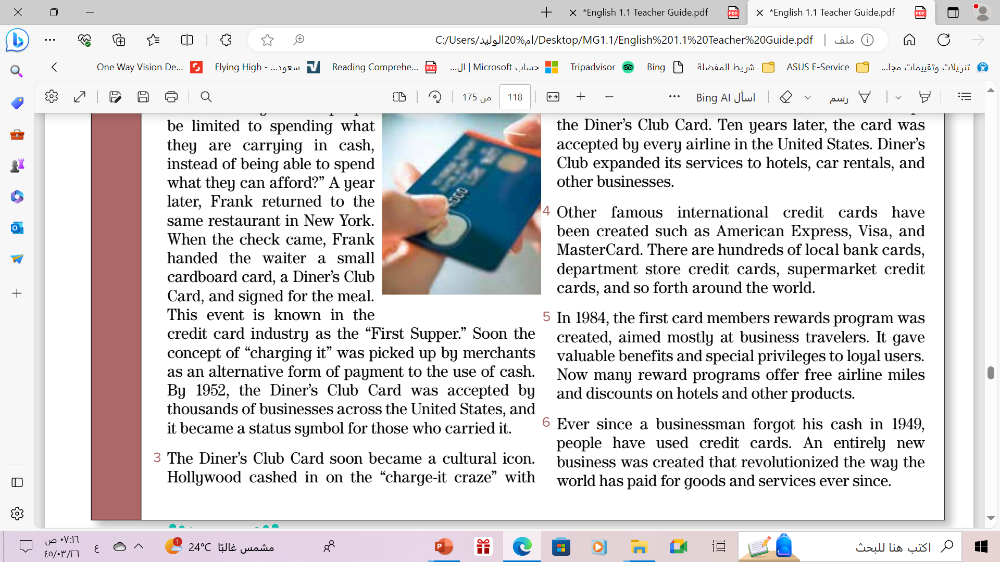 *English 1.1 Teacher Guide.pdf
*English 1.1 Teacher Guide.pdf
C:/Users/ام%20الوليد/Desktop/MG1.1/English%201.1%20Teacher%20Guide.pdf
ملف
One Way Vision De...
Flying High - سعود...
Reading Comprehe...
حساب Microsoft | ال...
Tripadvisor
Bing
شريط المفضلة
ASUS E-Service
تنزيلات وتقييمات مجا...
من 175
118
اسأل Bing AI
رسم
be limited to spending what
they are carrying in cash,
instead of being able to spend
what they can afford?” A year
later, Frank returned to the
same restaurant in New York.
When the check came, Frank
handed the waiter a small
cardboard card, a Diner’s Club
Card, and signed for the meal.
This event is known in the
credit card industry as the “First Supper.” Soon the
concept of “charging it” was picked up by merchants
as an alternative form of payment to the use of cash.
By 1952, the Diner’s Club Card was accepted by
thousands of businesses across the United States, and
it became a status symbol for those who carried it.
3 The Diner’s Club Card soon became a cultural icon.
Hollywood cashed in on the “charge-it craze” with
the Diner’s Club Card. Ten years later, the card was
accepted by every airline in the United States. Diner’s
Club expanded its services to hotels, car rentals, and
other businesses.
4 Other famous international credit cards have
been created such as American Express, Visa, and
MasterCard. There are hundreds of local bank cards,
department store credit cards, supermarket credit
cards, and so forth around the world.
5 In 1984, the first card members rewards program was
created, aimed mostly at business travelers. It gave
valuable benefits and special privileges to loyal users.
Now many reward programs offer free airline miles
and discounts on hotels and other products.
6 Ever since a businessman forgot his cash in 1949,
people have used credit cards. An entirely new
business was created that revolutionized the way the
world has paid for goods and services ever since.
٠٧:١٦ ص
٤٥/٠٣/٢٦
ع
1
24°C مشمس غالبًا
اكتب هنا للبحث